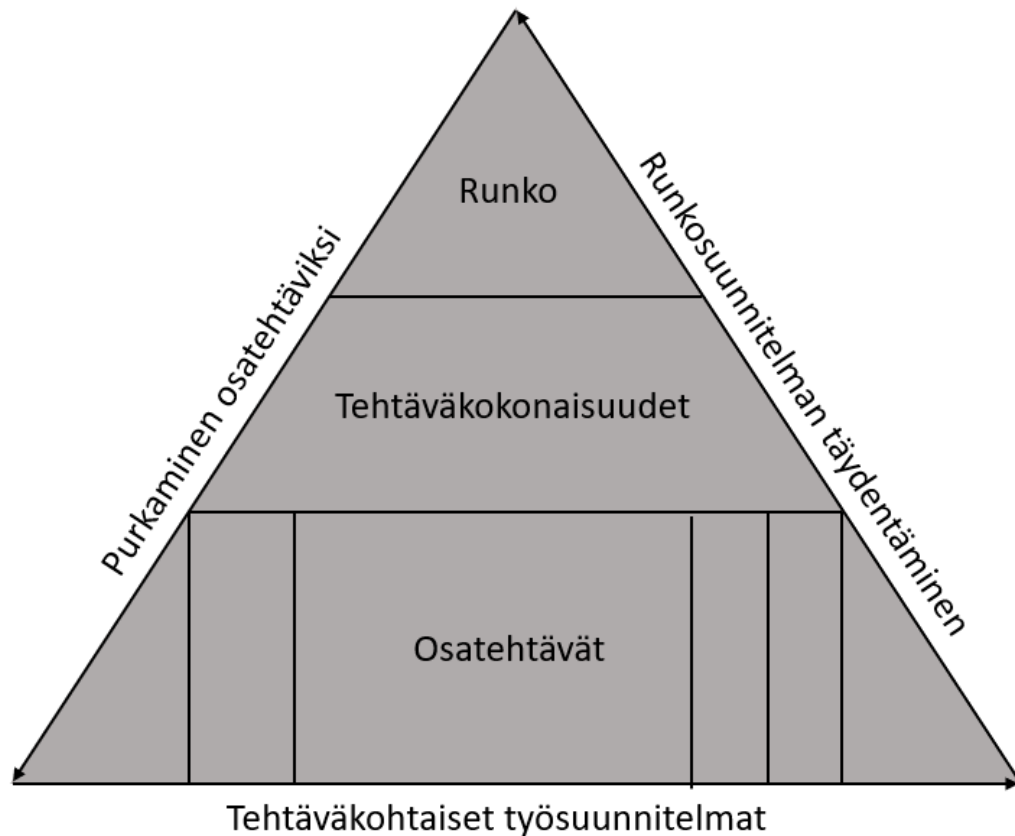 Runko
Purkaminen osatehtäviksi
Runkosuunnitelman täydentäminen
Tehtäväkokonaisuudet
Osatehtävät
Tehtäväkohtaiset työsuunnitelmat